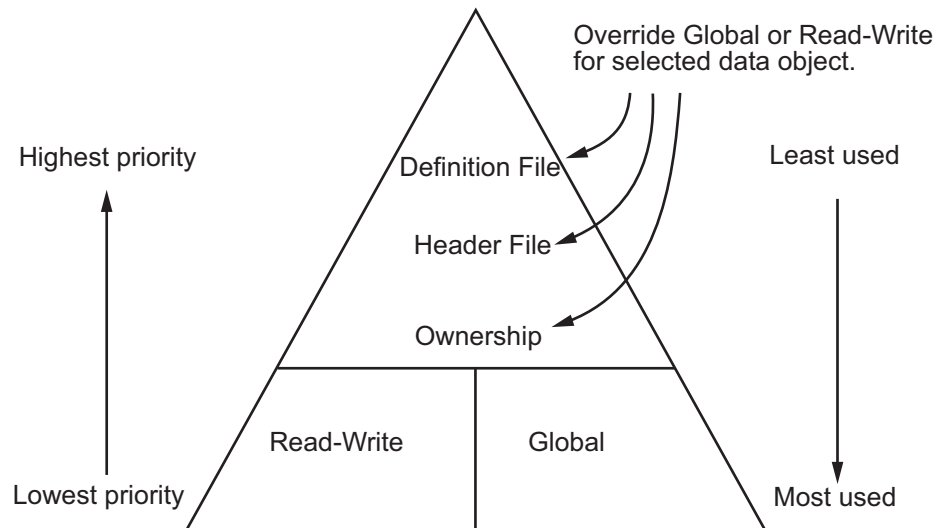 Override Global or Read-Write
for selected data object.
Highest priority
Definition File
Least used
Header File
Ownership
Read-Write
Global
Lowest priority
Most used